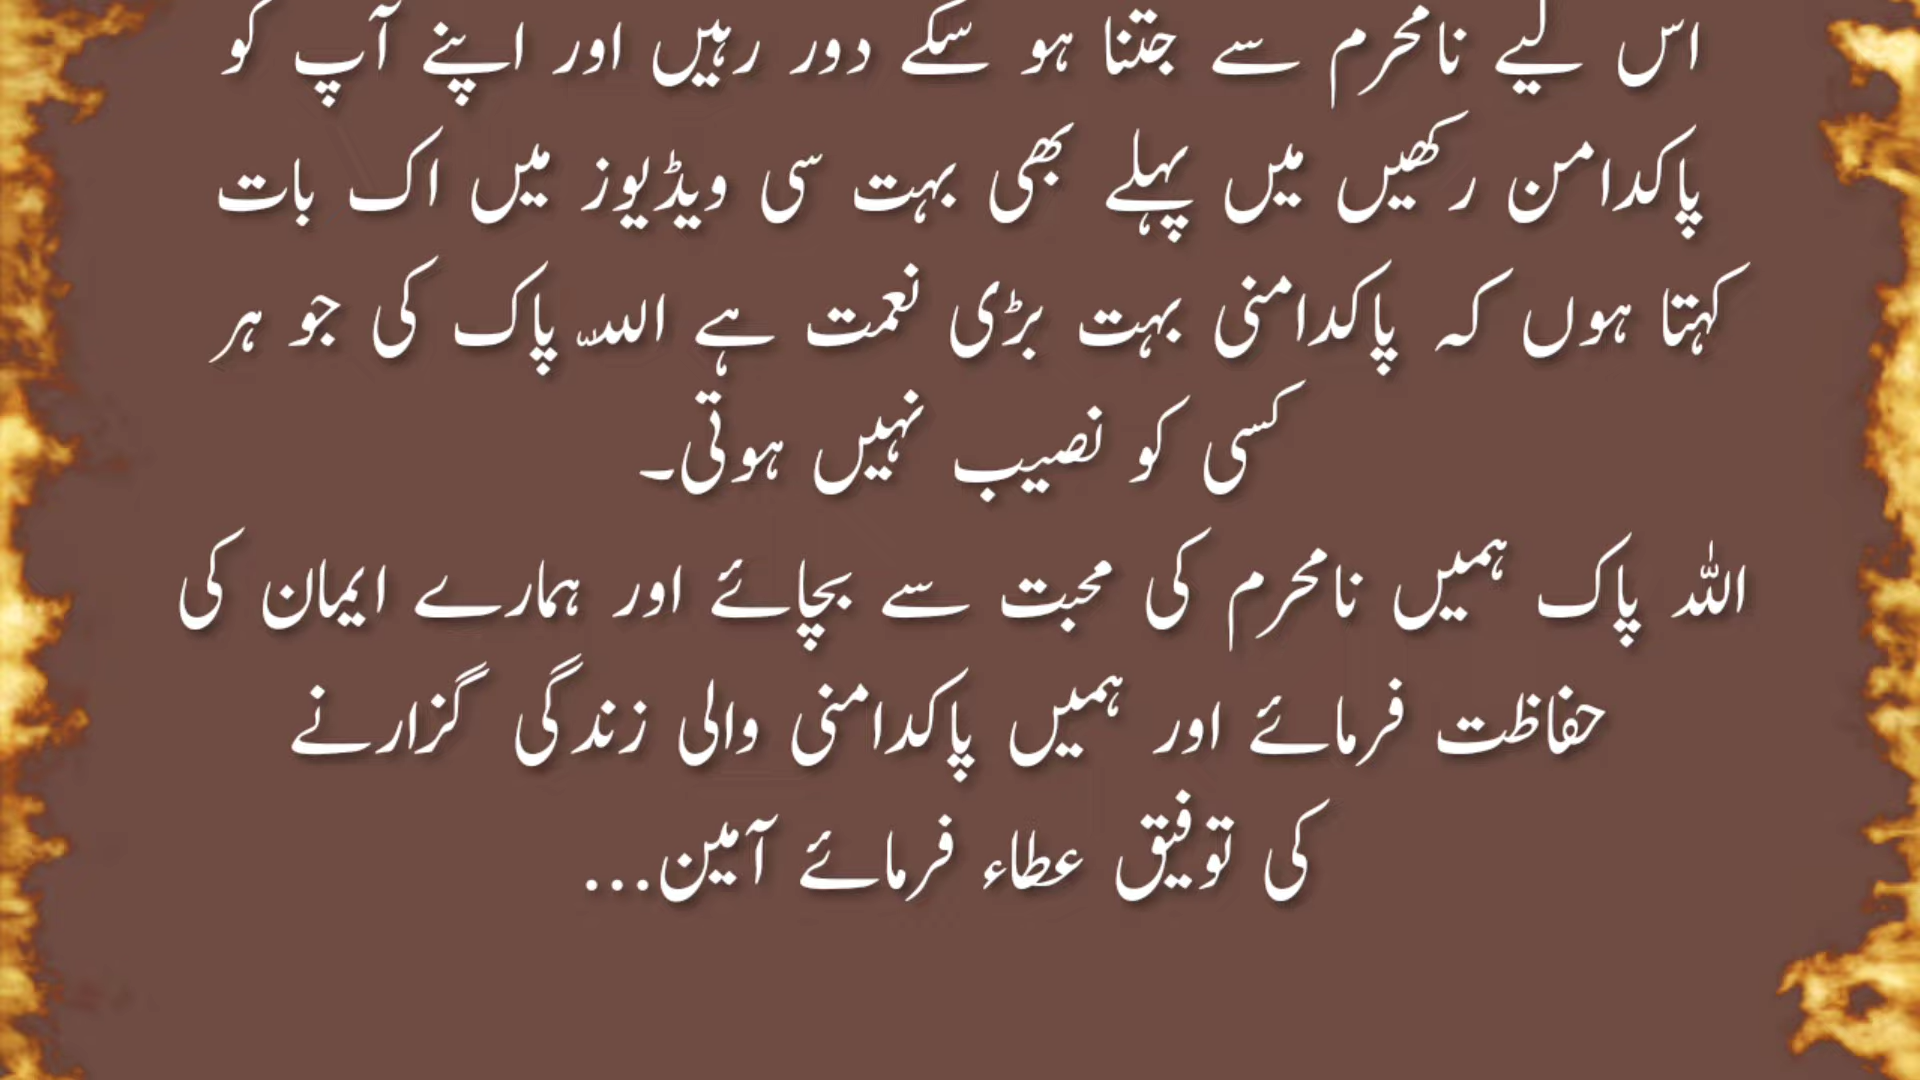 اس لیے نامحرم سے جتنا ہو سکے دور رہیں اور اپنے آپ کو
پاکدامن رکھیں میں پہلے بھی بہت سی ویڈیوز میں اک بات
کہتا ہوں کہ پاکدامنی بہت بڑی نعمت ہے اللہ پاک کی جو ہر
کسی کو نصیب نہیں ہوتی۔
اللہ پاک ہمیں نامحرم کی محبت سے بچائے اور ہمارے ایمان کی
حفاظت فرمائے اور ہمیں پاکدامنی والی زندگی گزارنے
کی توفیق عطاء فرمائے آمین...